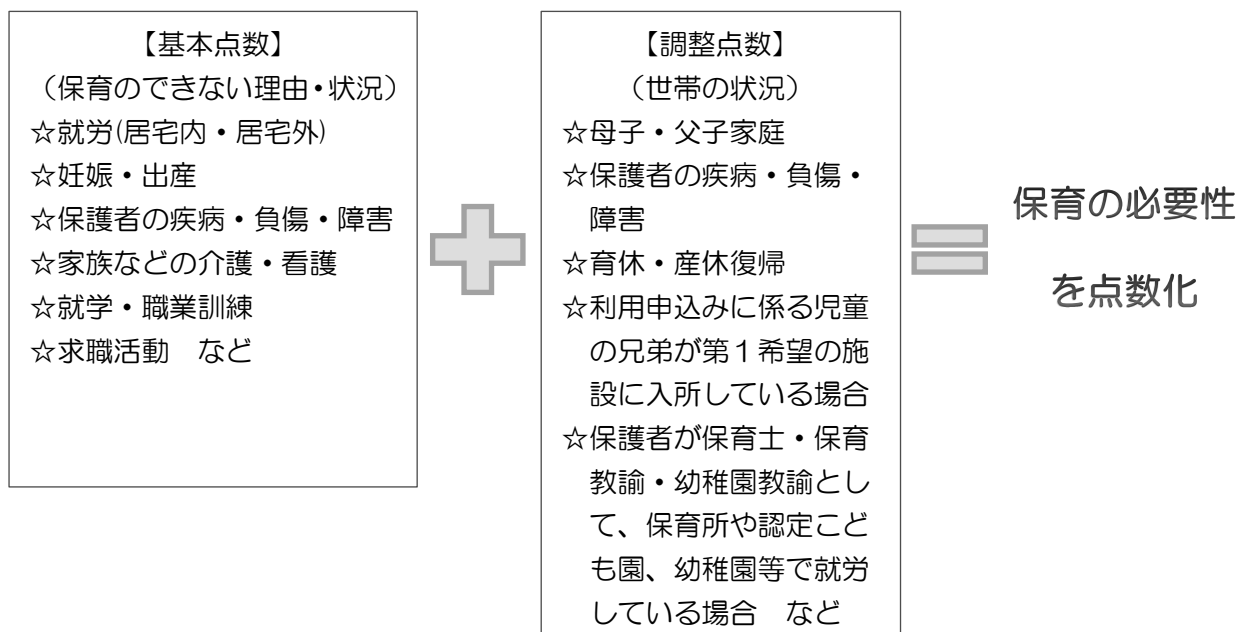 【基本点数】
（保育のできない理由・状況）
☆就労(居宅内・居宅外)
☆妊娠・出産
☆保護者の疾病・負傷・障害
☆家族などの介護・看護
☆就学・職業訓練
☆求職活動　など
【調整点数】
（世帯の状況）
☆母子・父子家庭
☆保護者の疾病・負傷・
障害
☆育休・産休復帰
☆利用申込みに係る児童
の兄弟が第１希望の施
設に入所している場合
☆保護者が保育士・保育
教諭・幼稚園教諭とし
て、保育所や認定こど
も園、幼稚園等で就労
している場合　など
保育の必要性
を点数化